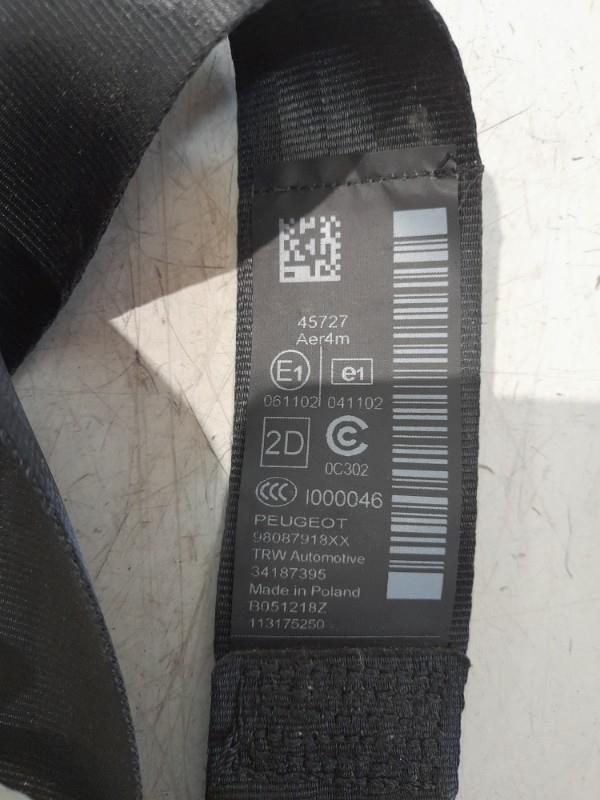 45727
Aer4m
E1 e1
061102 041102
2D
0C302
CCC I000046
PEUGEOT
98087918XX
TRW Automotive
34187395
Made in Poland
B051218Z
113175250